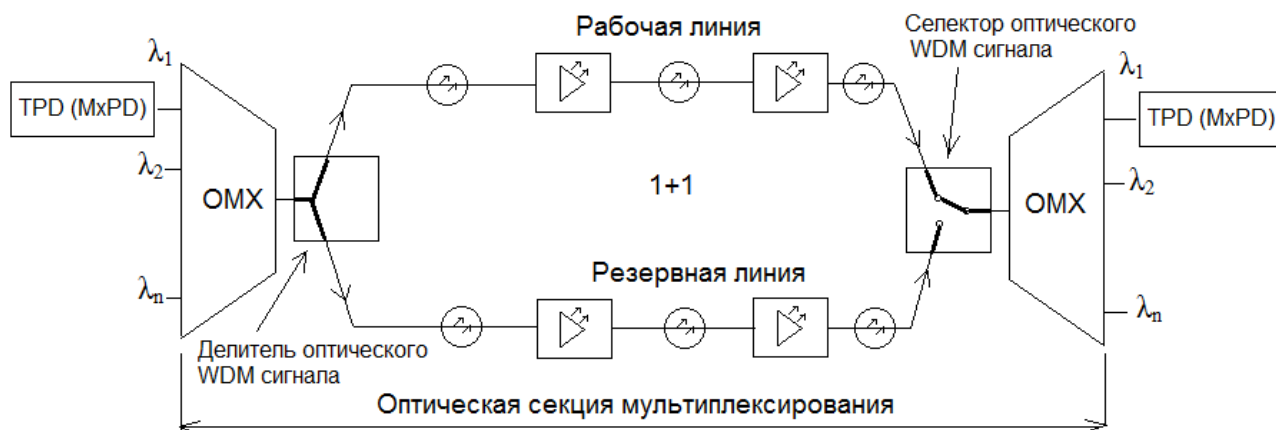 Рабочая линия
Селектор оптического
WDM сигнала
λ1
TPD (MxPD)
λ2
OMX
λn
1+1
λ1
TPD (MxPD)
λ2
OMX
λn
Резервная линия
Делитель оптического
WDM сигнала
Оптическая секция мультиплексирования